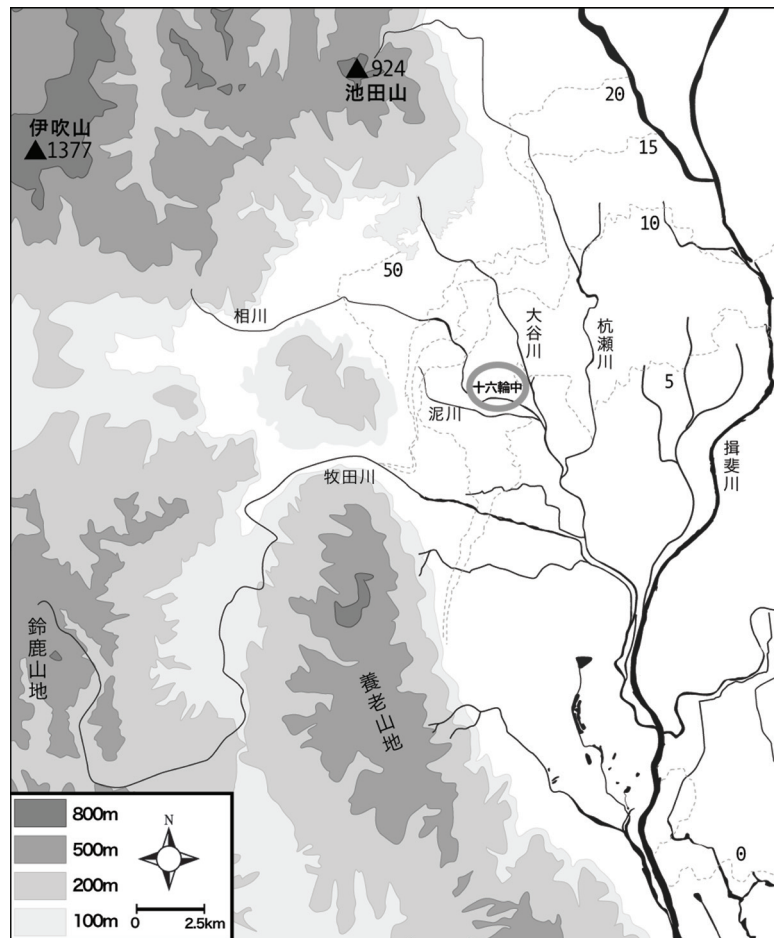 924
池田山
伊吹山
1377
20
15
10
50
相川
大谷川
杭瀬川
十六輪中
5
泥川
揖斐川
牧田川
鈴鹿山地
養老山地
0
800m
500m
200m
100m
N
0 2.5km